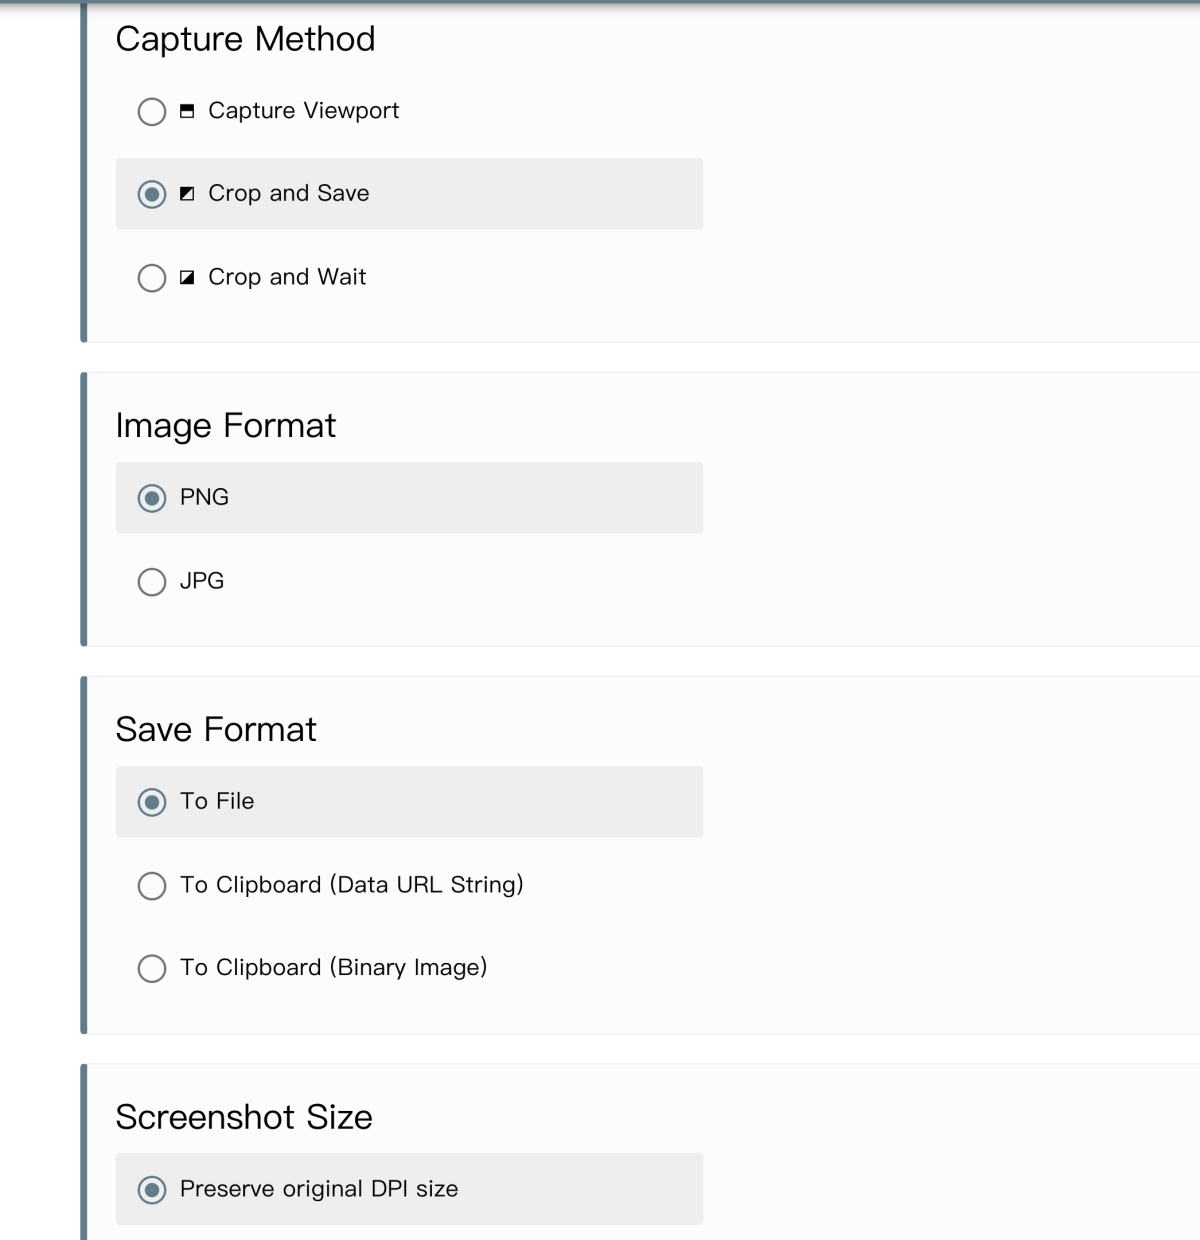 Capture Method
Capture Viewport
Crop and Save
Crop and Wait
Image Format
PNG
JPG
Save Format
To File
To Clipboard (Data URL String)
To Clipboard (Binary Image)
Screenshot Size
Preserve original DPI size